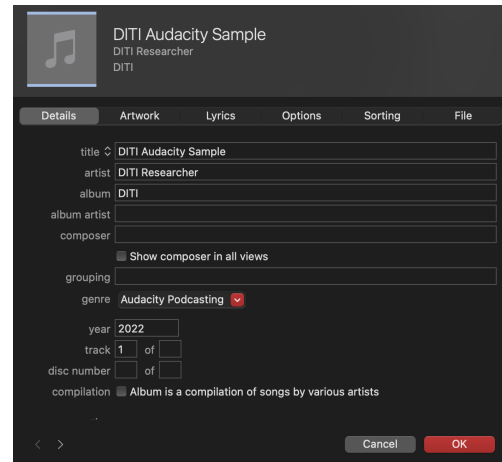 DITI Audacity Sample
DITI Researcher
DITI
Details Artwork Lyrics Options Sorting File
title DITI Audacity Sample
artist DITI Researcher
album DITI
album artist
composer
Show composer in all views
grouping
genre Audacity Podcasting
year 2022
track 1 of
disc number of
compilation Album is a compilation of songs by various artists
Cancel OK